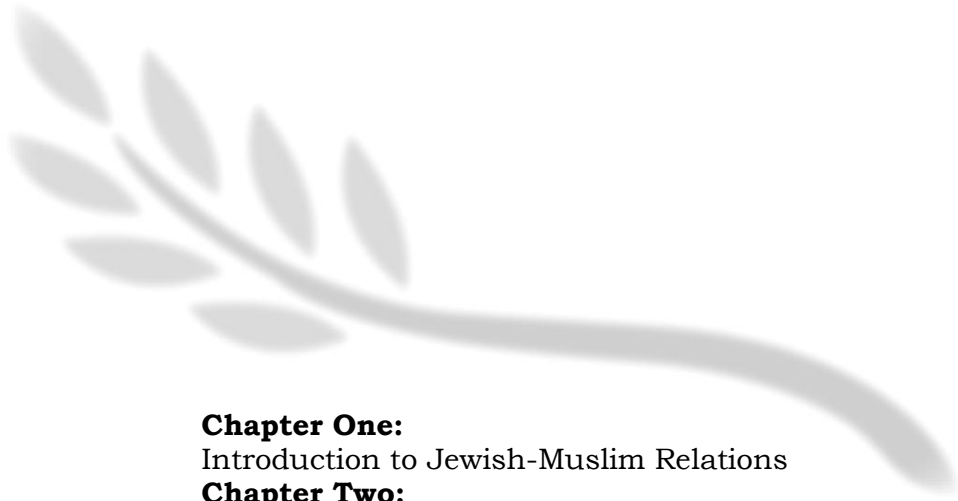 Chapter One:
Introduction to Jewish-Muslim Relations
Chapter Two: